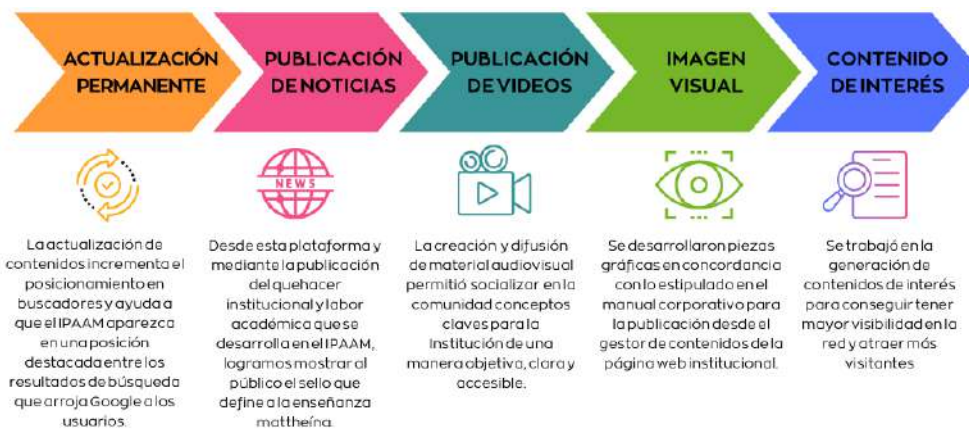 ACTUALIZACIÓN
PERMANENTE
PUBLICACIÓN
DE NOTICIAS
PUBLICACIÓN
DE VIDEOS
IMAGEN
VISUAL
CONTENIDO
DE INTERÉS
NEWS
La actualización de
contenidos incrementa el
posicionamiento en
buscadores y ayuda a
que el IPAAM aparezca
en una posición
destacada entre los
resultados de búsqueda
que arroja Google a los
usuarios.
Desde esta plataforma y
mediante la publicación
del quehacer
institucional y labor
académica que se
desarrolla en el IPAAM,
logramos mostrar al
público el sello que
define a la enseñanza
mattheína.
La creación y difusión
de material audiovisual
permitió socializar en la
comunidad conceptos
claves para la
Institución de una
manera objetiva, clara y
accesible.
Se desarrollaron piezas
gráficas en concordancia
con lo estipulado en el
manual corporativo para
la publicación desde el
gestor de contenidos de la
página web institucional.
Se trabajó en la
generación de
contenidos de interés
para conseguir tener
mayor visibilidad en la
red y atraer más
visitantes